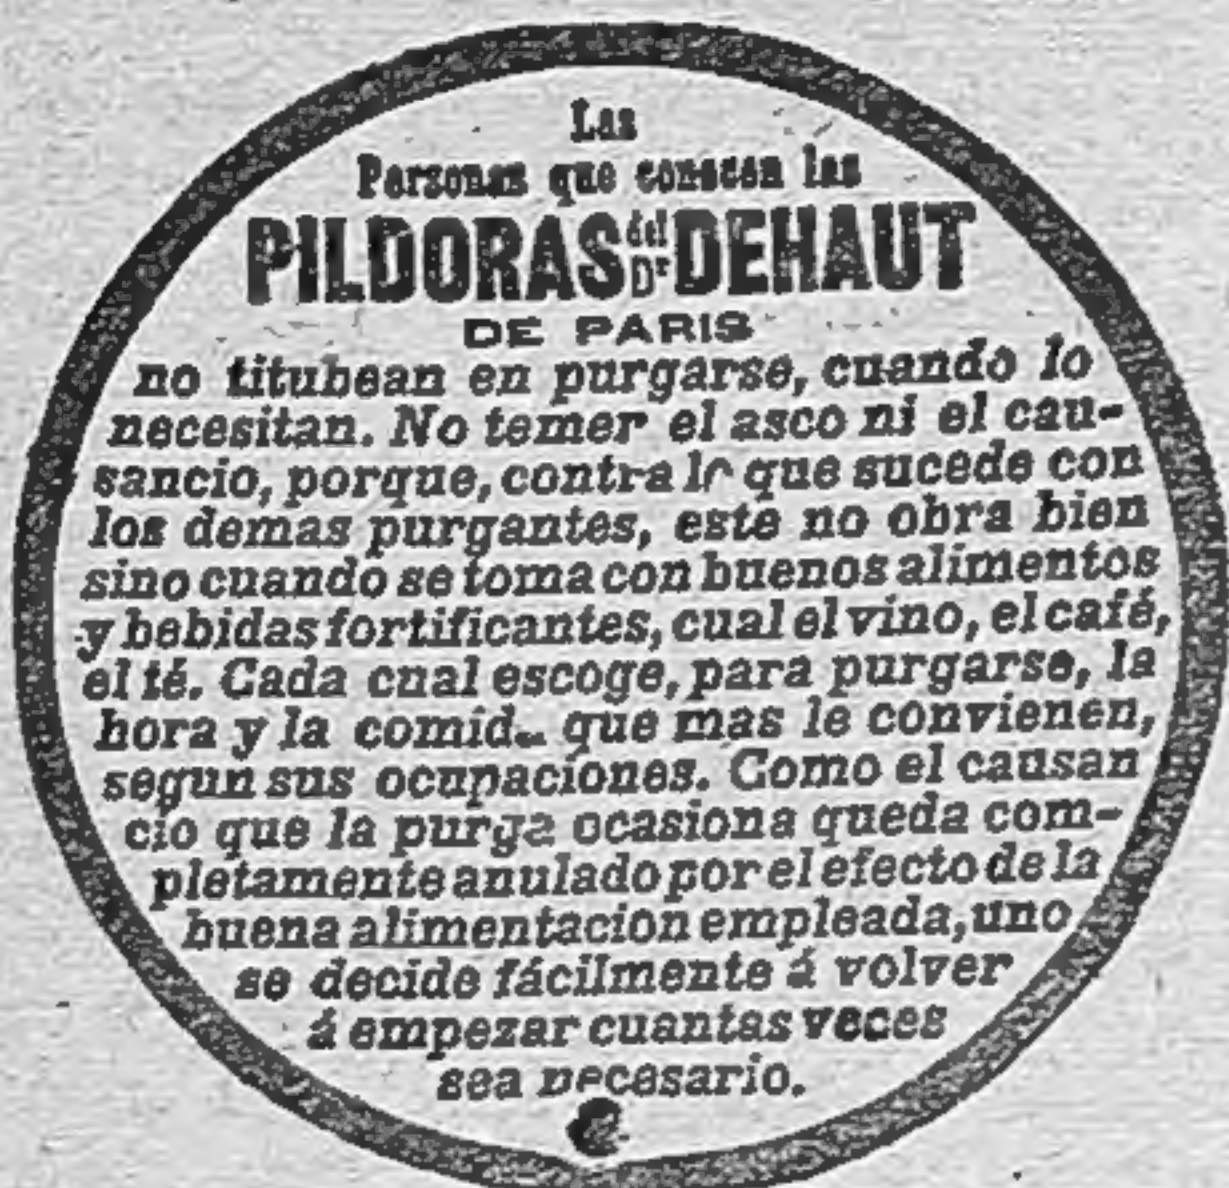 Las
Personas que conocen las
PILDORAS del Dr DEHAUT
DE PARIS
no titubean en purgarse, cuando lo
necesitan. No temer el asco ni el cau-
sancio, porque, contra lo que sucede con
los demas purgantes, este no obra bien
sino cuando se toma con buenos alimentos
y bebidas fortificantes, cual el vino, el café,
el té. Cada cual escoge, para purgarse, la
hora y la comida que mas le convienen,
segun sus ocupaciones. Como el causan
cio que la purga ocasiona queda com-
pletamente anulado por el efecto de la
buena alimentacion empleada, uno
se decide fácilmente á volver
á empezar cuantas veces
sea necesario.